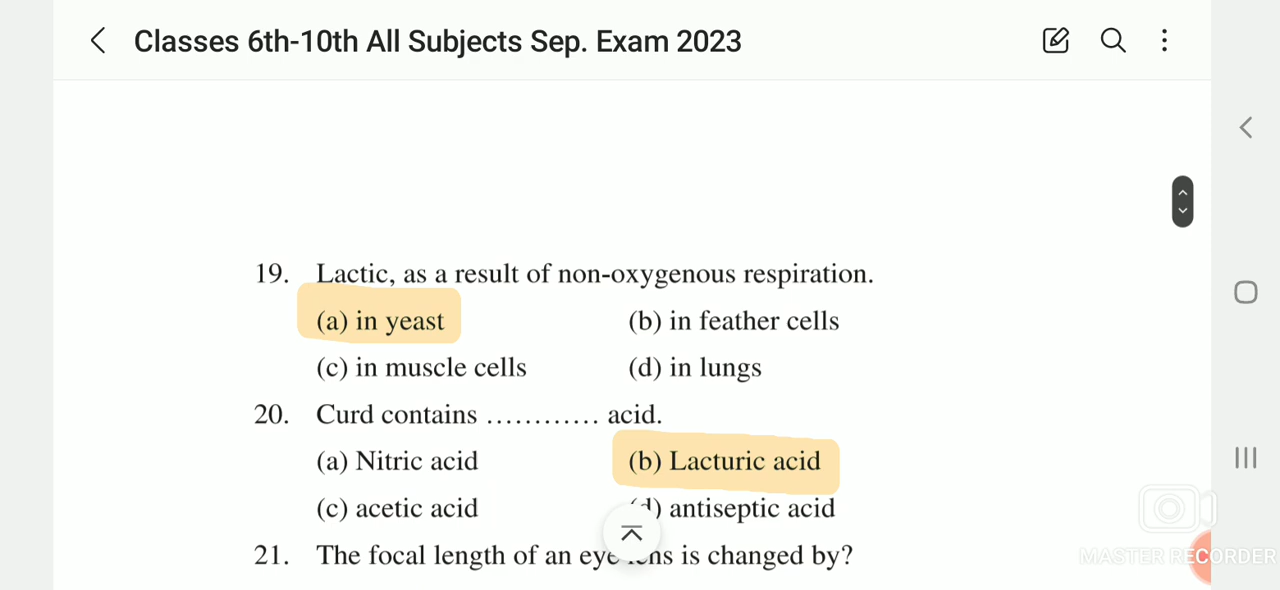 Classes 6th-10th All Subjects Sep. Exam 2023
19. Lactic, as a result of non-oxygenous respiration.
(a) in yeast (b) in feather cells
(c) in muscle cells (d) in lungs
20. Curd contains ............ acid.
(a) Nitric acid (b) Lacturic acid
(c) acetic acid (d) antiseptic acid
21. The focal length of an eye lens is changed by?
MASTER RECORDER